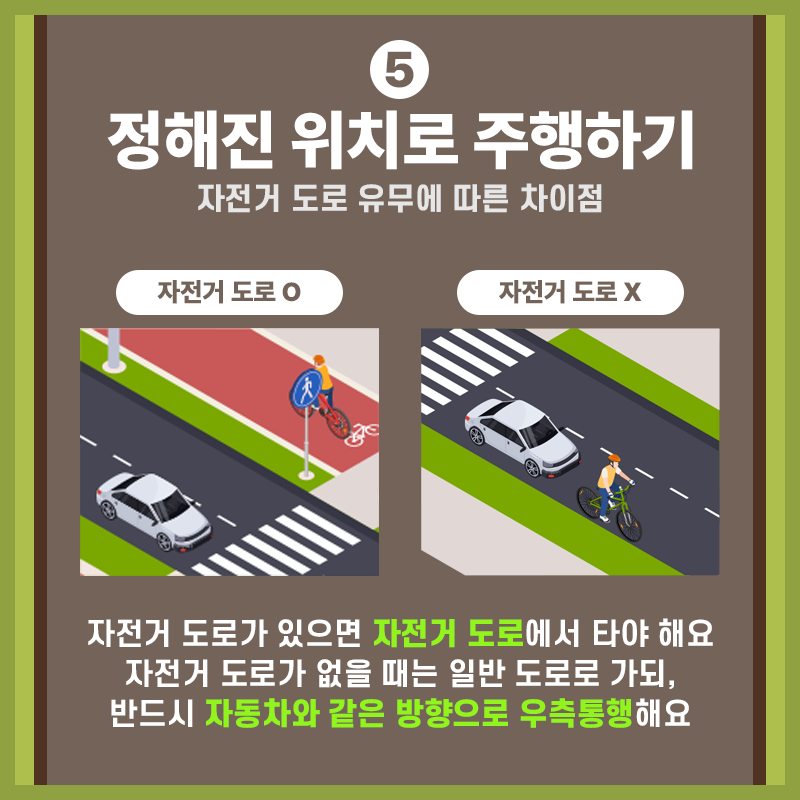 5
정해진 위치로 주행하기
자전거 도로 유무에 따른 차이점
자전거 도로 O
자전거 도로 X
자전거 도로가 있으면 자전거 도로에서 타야 해요
자전거 도로가 없을 때는 일반 도로로 가되,
반드시 자동차와 같은 방향으로 우측통행해요